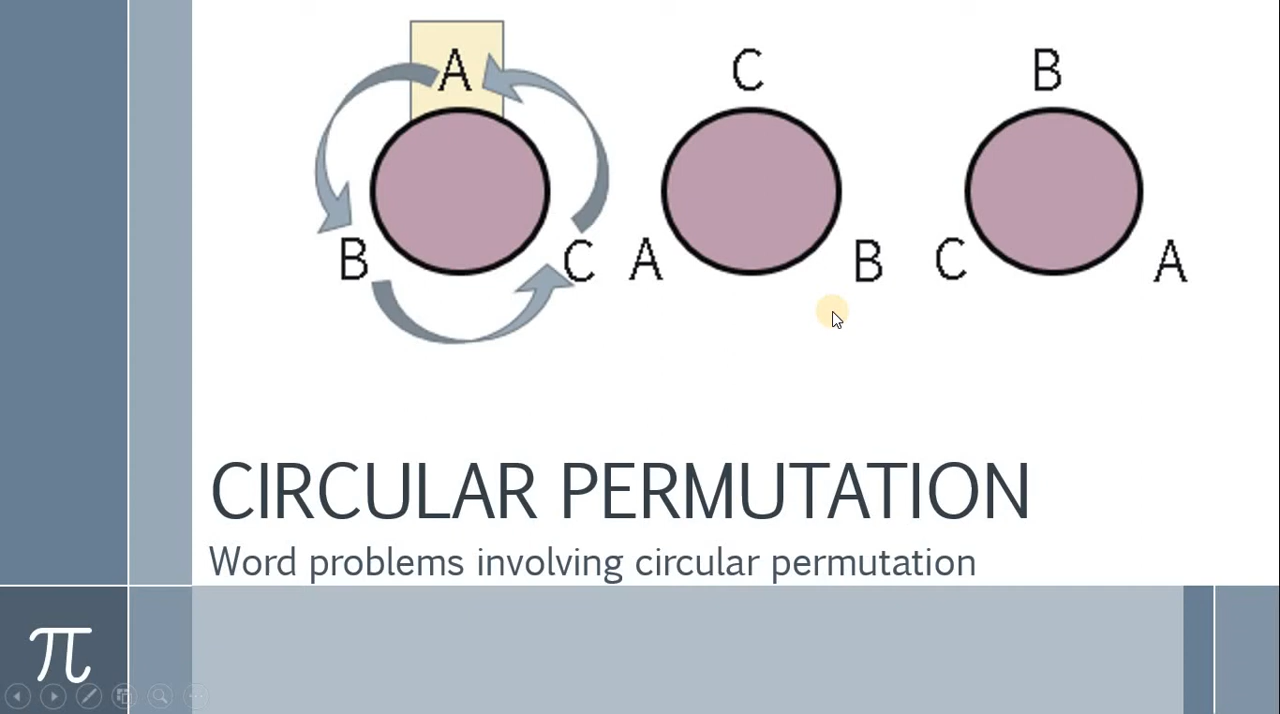 A C B
B C A B C A
CIRCULAR PERMUTATION
Word problems involving circular permutation
π